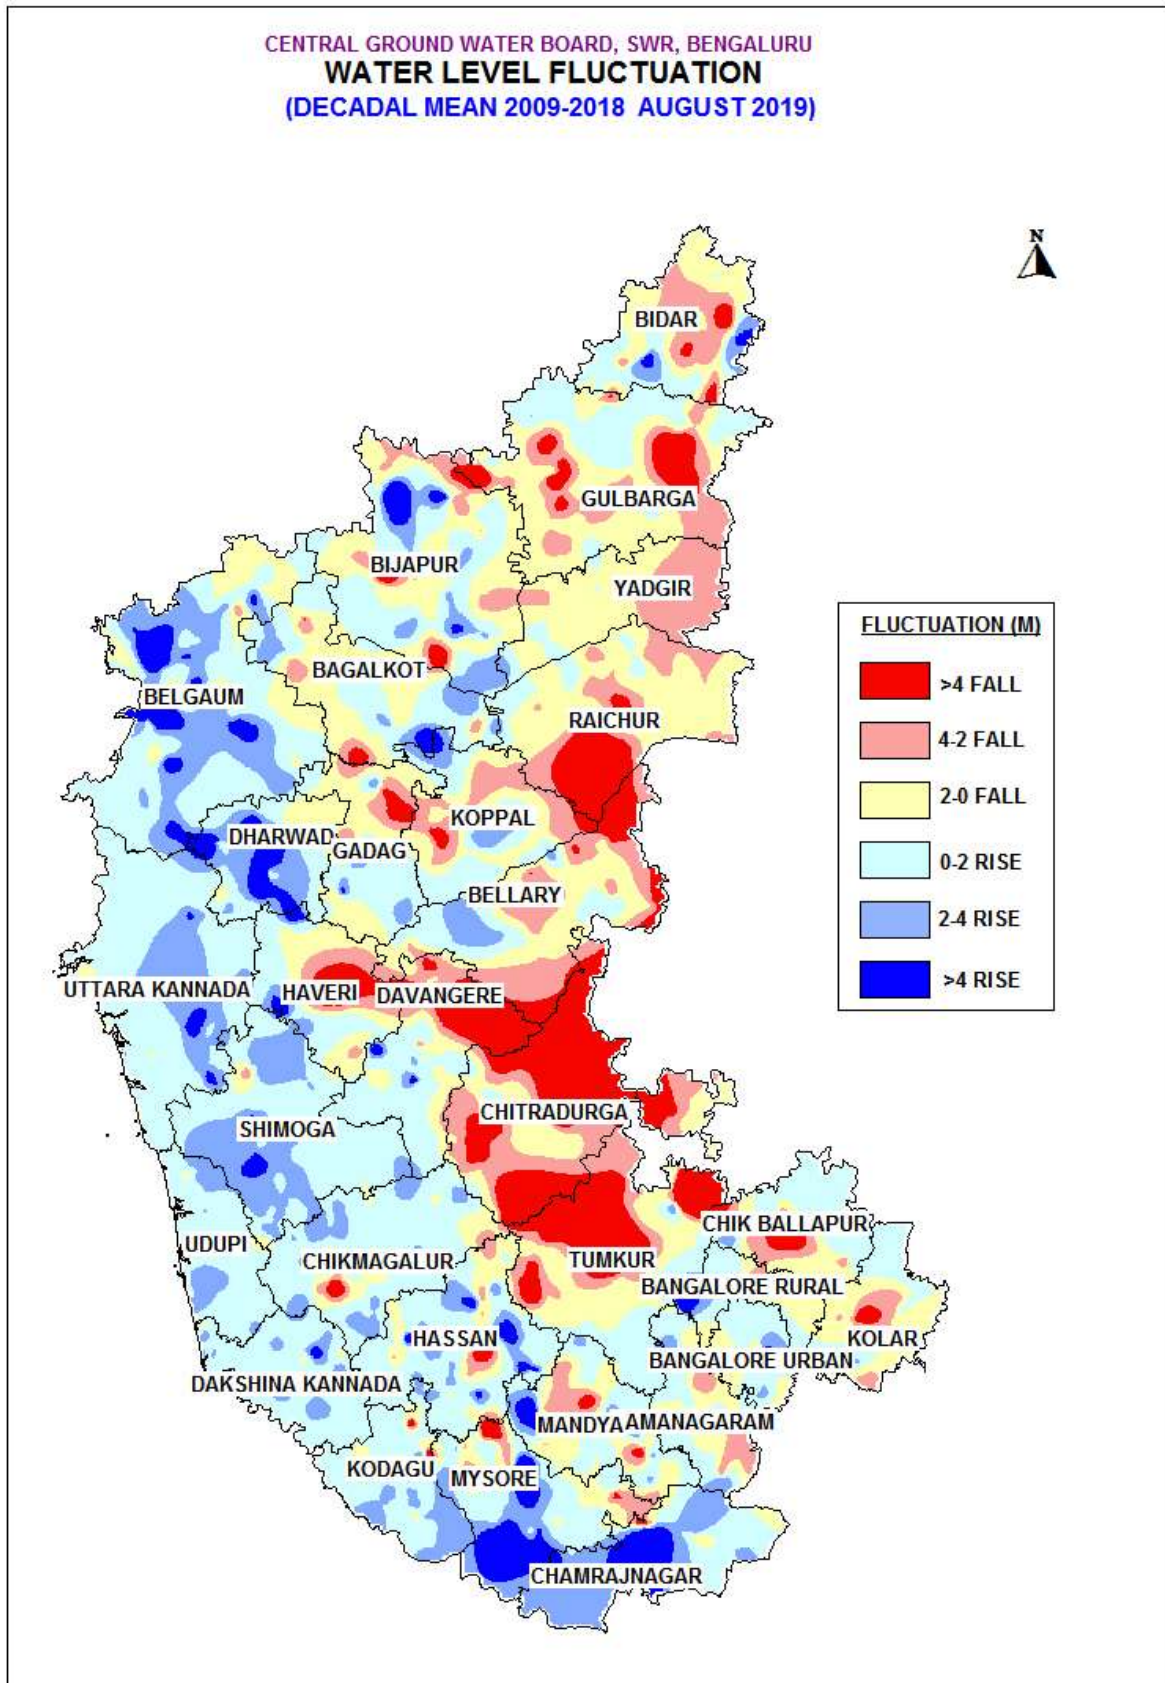 CENTRAL GROUND WATER BOARD, SWR, BENGALURU
WATER LEVEL FLUCTUATION
(DECADAL MEAN 2009-2018 AUGUST 2019)
N
BIDAR
GULBARGA
BIJAPUR
YADGIR
FLUCTUATION (M)
>4 FALL
4-2 FALL
2-0 FALL
0-2 RISE
2-4 RISE
>4 RISE
BAGALKOT
BELGAUM
RAICHUR
KOPPAL
DHARWAD
GADAG
BELLARY
UTTARA KANNADA
HAVERI
DAVANGERE
CHITRADURGA
SHIMOGA
CHIK BALLAPUR
UDUPI
CHIKMAGALUR
TUMKUR
BANGALORE RURAL
HASSAN
KOLAR
BANGALORE URBAN
DAKSHINA KANNADA
MANDYA
AMANAGARAM
KODAGU
MYSORE
CHAMRAJNAGAR